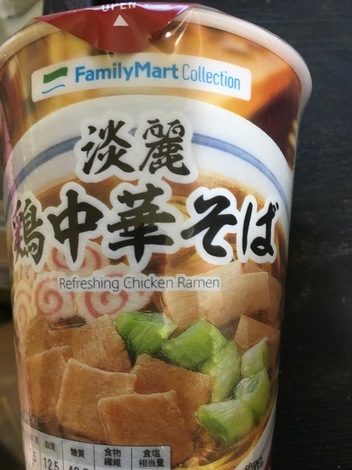 OPEN
FamilyMart Collection
淡麗
鶏中華そば
Refreshing Chicken Ramen
脂質 糖質 食物繊維 食塩相当量
12.5